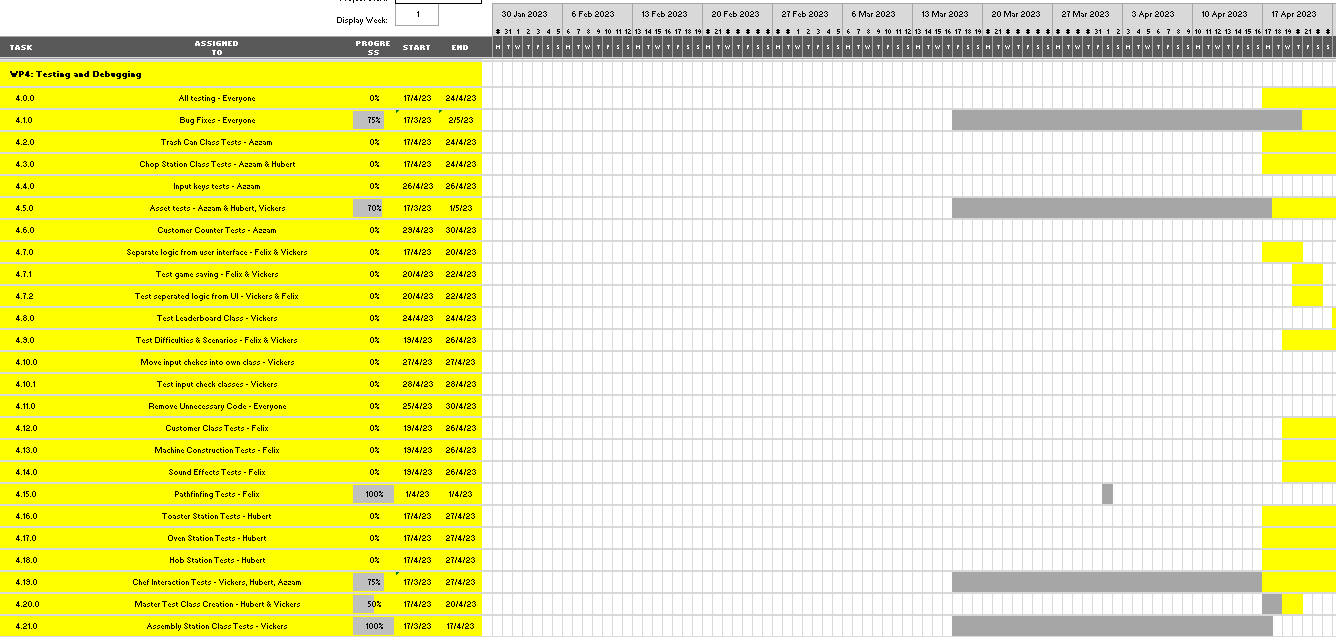 Display Week: 1
30 Jan 2023 6 Feb 2023 13 Feb 2023 20 Feb 2023 27 Feb 2023 6 Mar 2023 13 Mar 2023 20 Mar 2023 27 Mar 2023 3 Apr 2023 10 Apr 2023 17 Apr 2023
TASK ASSIGNED TO PROGRESS START END
WP4: Testing and Debugging
4.0.0 All testing - Everyone 0% 17/4/23 24/4/23
4.1.0 Bug Fixes - Everyone 75% 17/3/23 2/5/23
4.2.0 Trash Can Class Tests - Azzam 0% 17/4/23 24/4/23
4.3.0 Chop Station Class Tests - Azzam & Hubert 0% 17/4/23 24/4/23
4.4.0 Input keys tests - Azzam 0% 26/4/23 26/4/23
4.5.0 Asset tests - Azzam & Hubert, Vickers 70% 17/3/23 1/5/23
4.6.0 Customer Counter Tests - Azzam 0% 29/4/23 30/4/23
4.7.0 Separate logic from user interface - Felix & Vickers 0% 17/4/23 20/4/23
4.7.1 Test game saving - Felix & Vickers 0% 20/4/23 22/4/23
4.7.2 Test seperated logic from UI - Vickers & Felix 0% 20/4/23 22/4/23
4.8.0 Test Leaderboard Class - Vickers 0% 24/4/23 24/4/23
4.9.0 Test Difficulties & Scenarios - Felix & Vickers 0% 19/4/23 26/4/23
4.10.0 Move input chekcs into own class - Vickers 0% 27/4/23 27/4/23
4.10.1 Test input check classes - Vickers 0% 28/4/23 28/4/23
4.11.0 Remove Unnecessary Code - Everyone 0% 25/4/23 30/4/23
4.12.0 Customer Class Tests - Felix 0% 19/4/23 26/4/23
4.13.0 Machine Construction Tests - Felix 0% 19/4/23 26/4/23
4.14.0 Sound Effects Tests - Felix 0% 19/4/23 26/4/23
4.15.0 Pathfinfing Tests - Felix 100% 1/4/23 1/4/23
4.16.0 Toaster Station Tests - Hubert 0% 17/4/23 27/4/23
4.17.0 Oven Station Tests - Hubert 0% 17/4/23 27/4/23
4.18.0 Hob Station Tests - Hubert 0% 17/4/23 27/4/23
4.19.0 Chef Interaction Tests - Vickers, Hubert, Azzam 75% 17/3/23 27/4/23
4.20.0 Master Test Class Creation - Hubert & Vickers 50% 17/4/23 20/4/23
4.21.0 Assembly Station Class Tests - Vickers 100% 17/3/23 17/4/23